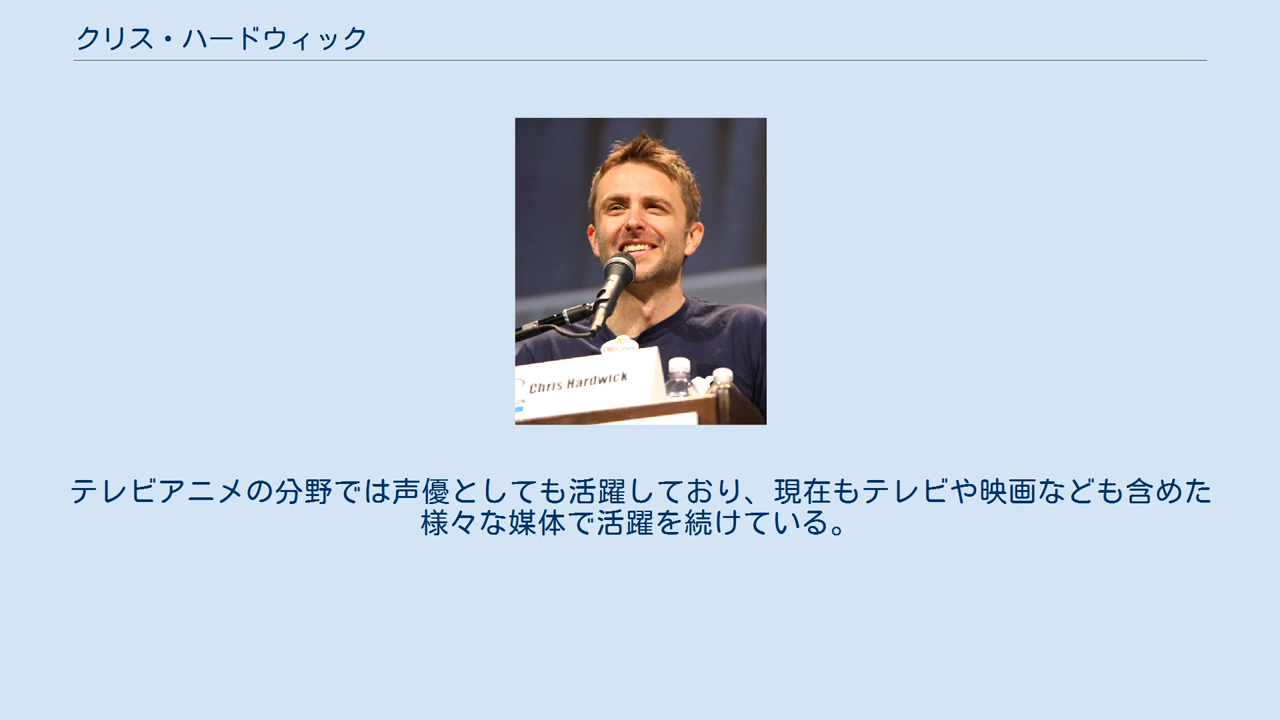 クリス・ハードウィック
Chris Hardwick
テレビアニメの分野では声優としても活躍しており、現在もテレビや映画なども含めた
様々な媒体で活躍を続けている。